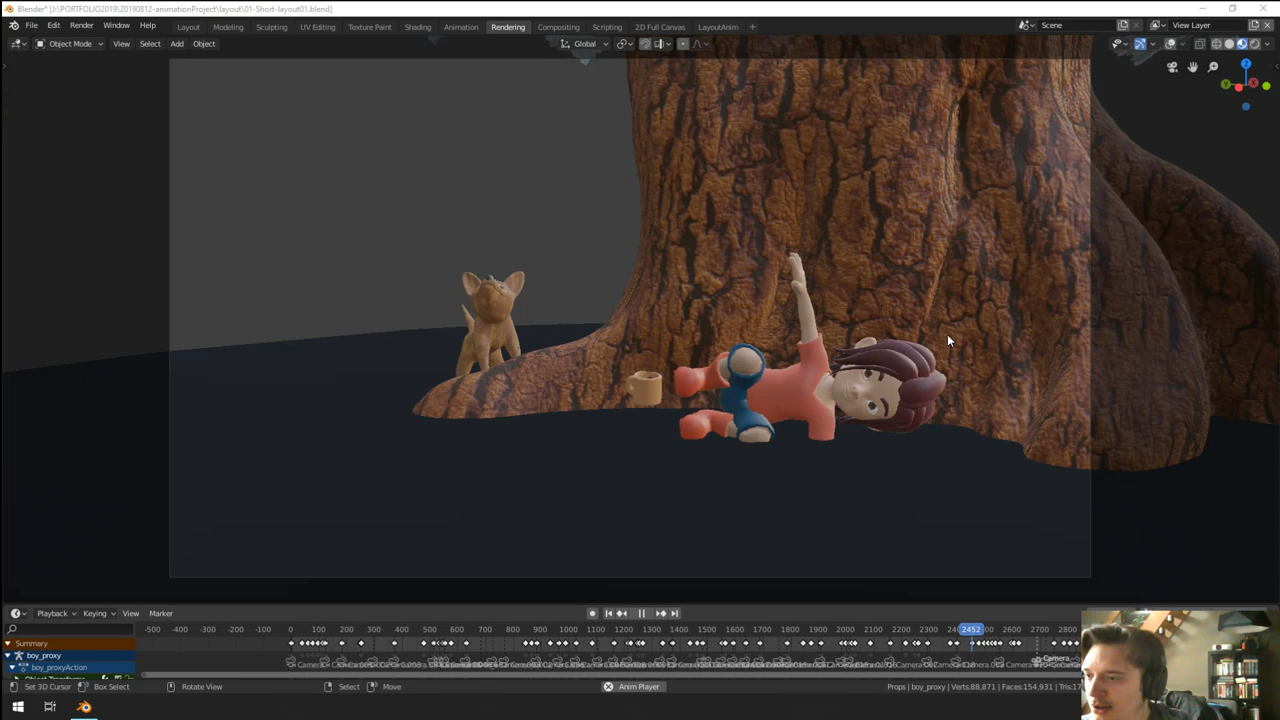 Blender* [J:\PORTFOLIO2019\20190812-animationProject\layout\01-Short-layout01.blend]
File Edit Render Window Help Layout Modeling Sculpting UV Editing Texture Paint Shading Animation Rendering Compositing Scripting 2D Full Canvas LayoutAnim + Scene View Layer
Object Mode View Select Add Object Global
Z
Y X
Playback Keying View Marker
-500 -400 -300 -200 -100 0 100 200 300 400 500 600 700 800 900 1000 1100 1200 1300 1400 1500 1600 1700 1800 1900 2000 2100 2200 2300 2452 2600 2700 2800
Summary
boy_proxy
boy_proxyAction
Set 3D Cursor Box Select Rotate View Select Move Anim Player Props | boy_proxy | Verts:88,871 | Faces:154,931 | Tris:17